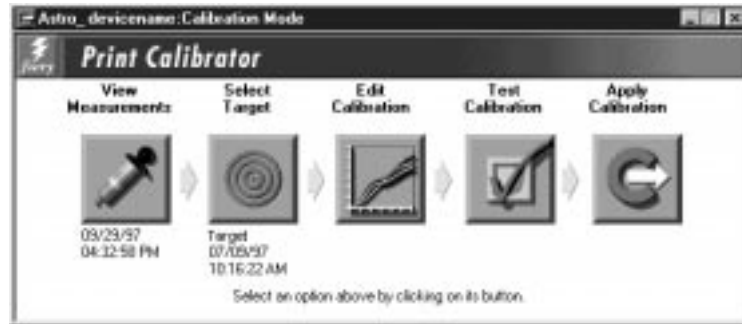 Astro_devicename:Calibration Mode
fiery
Print Calibrator
View Measurements
Select Target
Edit Calibration
Test Calibration
Apply Calibration
09/29/97
04:32:58 PM
Target
07/09/97
10:16:22 AM
Select an option above by clicking on its button.